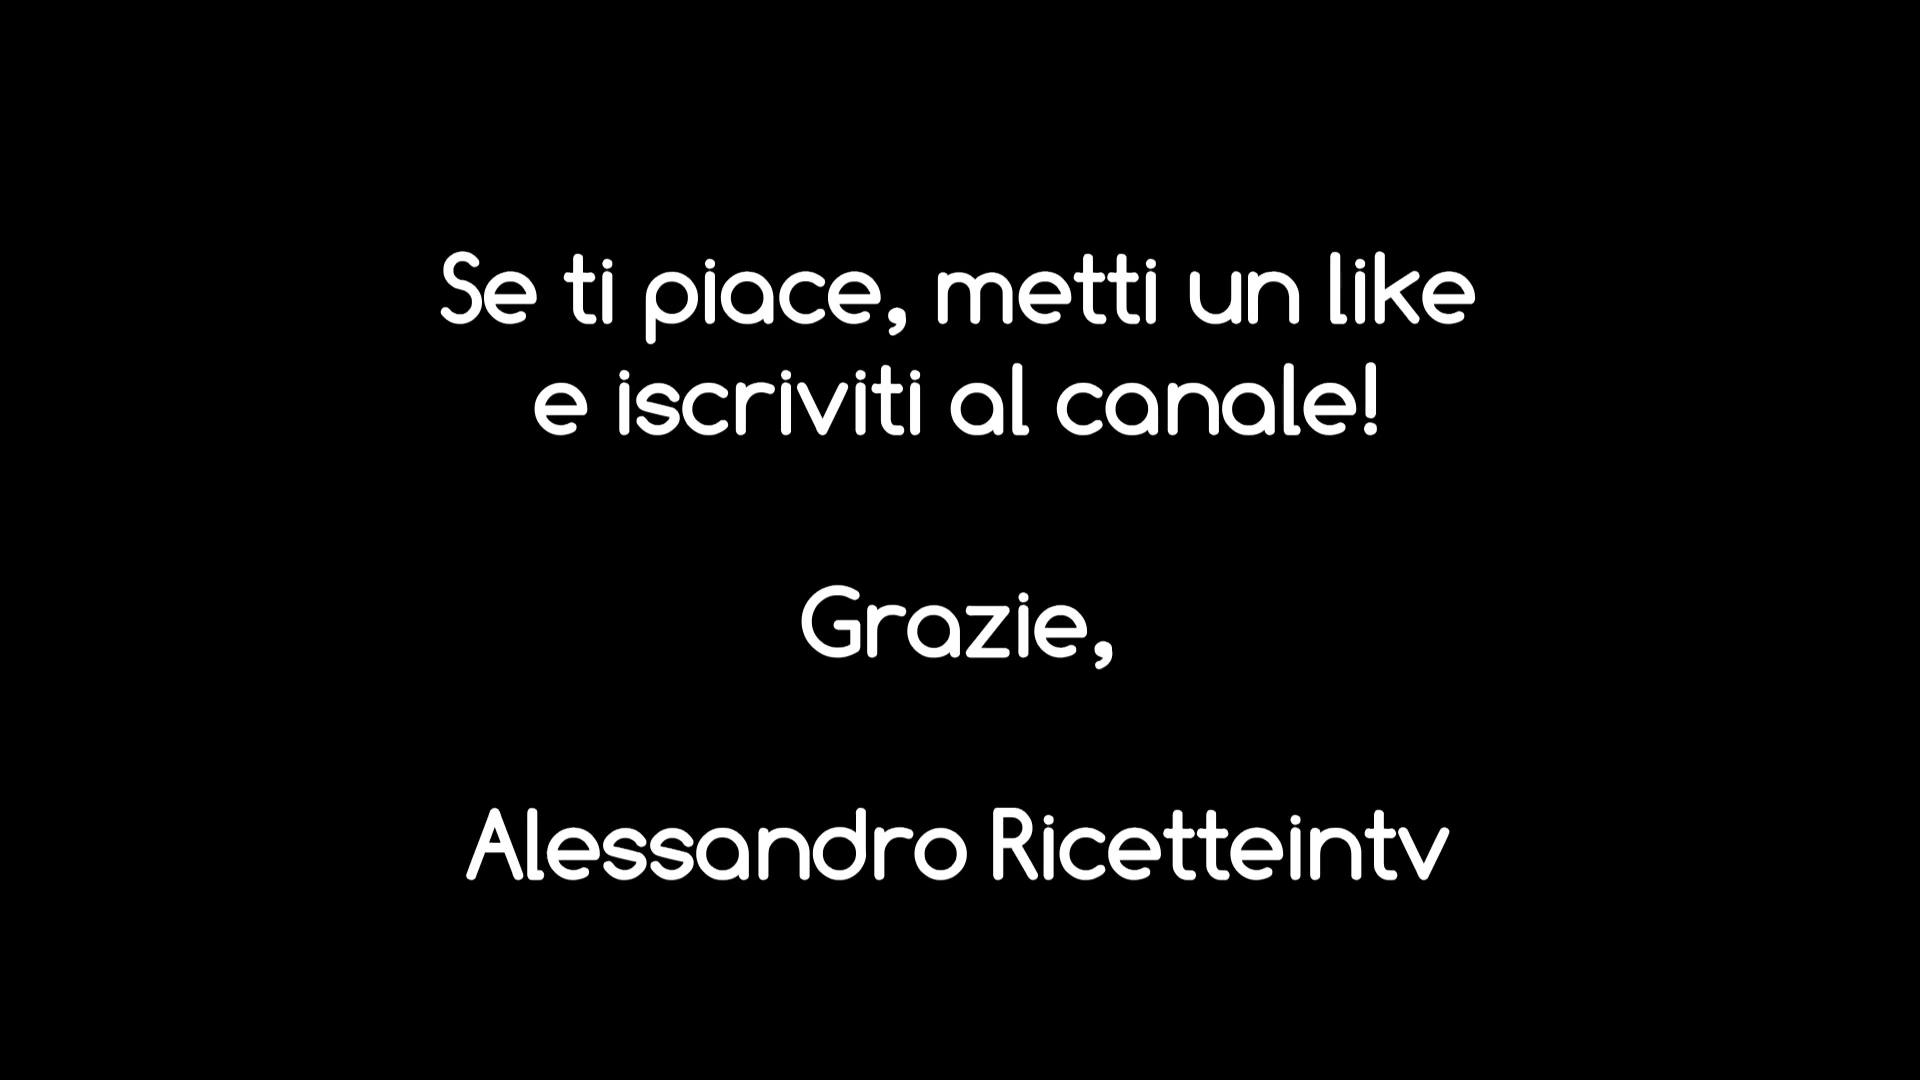 Se ti piace, metti un like
e iscriviti al canale!
Grazie,
Alessandro Ricetteintv